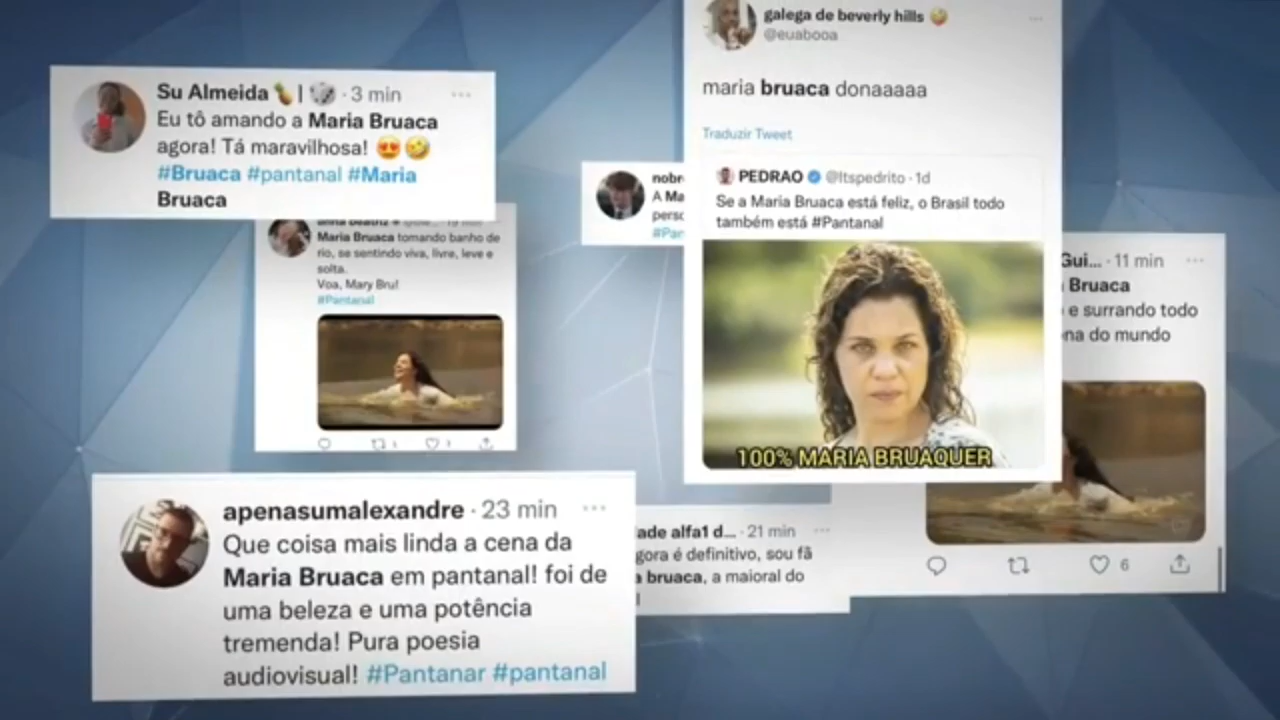 Su Almeida | · 3 min
Eu tô amando a Maria Bruaca
agora! Tá maravilhosa! 😍🤣
#Bruaca #pantanal #Maria
Bruaca
Maria Bruaca tomando banho de
rio, se sentindo viva, livre, leve e
solta.
Voa, Mary Bru!
#Pantanal
apenasumalexandre · 23 min
Que coisa mais linda a cena da
Maria Bruaca em pantanal! foi de
uma beleza e uma potência
tremenda! Pura poesia
audiovisual! #Pantanar #pantanal
A
galega de beverly hills
@euabooa
maria bruaca donaaaaa
Traduzir Tweet
PEDRAO @Itspedrito · 1d
Se a Maria Bruaca está feliz, o Brasil todo
também está #Pantanal
100% MARIA BRUAQUER
alfa1 d... · 21 min
é definitivo, sou fã
bruaca, a maioral do
Gui... · 11 min
Bruaca
e surrando todo
do mundo
6